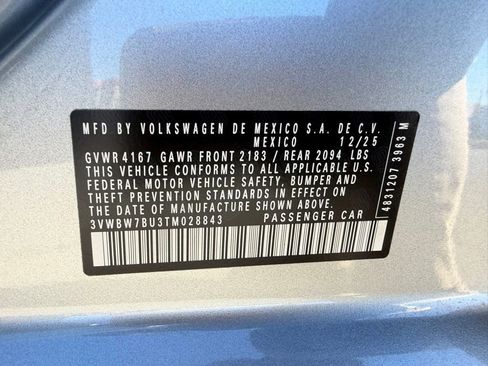 MFD BY VOLKSWAGEN DE MEXICO S.A. DE C.V.
MEXICO 12/25
GVWR 4167 GAWR FRONT 2183 / REAR 2094 LBS
THIS VEHICLE CONFORMS TO ALL APPLICABLE U.S.
FEDERAL MOTOR VEHICLE SAFETY, BUMPER AND
THEFT PREVENTION STANDARDS IN EFFECT ON THE
DATE OF MANUFACTURE SHOWN ABOVE.
3VWBW7BU3TM028843 PASSENGER CAR
4831207 3963 M